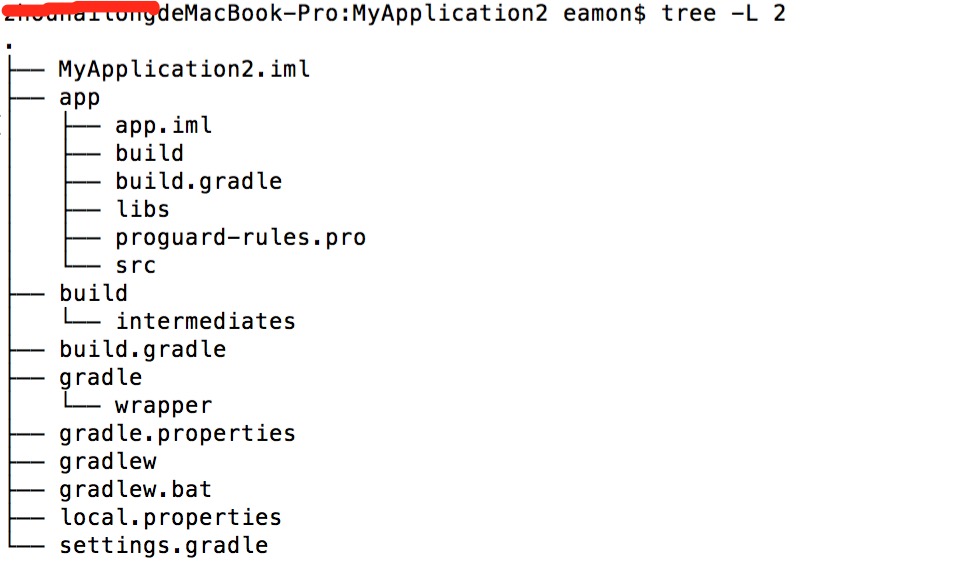 deMacBook-Pro:MyApplication2 eamon$ tree -L 2
.
├── MyApplication2.iml
├── app
│   ├── app.iml
│   ├── build
│   ├── build.gradle
│   ├── libs
│   ├── proguard-rules.pro
│   └── src
├── build
│   └── intermediates
├── build.gradle
├── gradle
│   └── wrapper
├── gradle.properties
├── gradlew
├── gradlew.bat
├── local.properties
└── settings.gradle